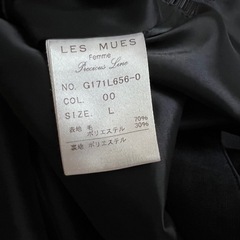 LES MUES
Femme
Precious Line
NO. G171L656-0
COL. 00
SIZE. L
表地 毛 70%
ポリエステル 30%
裏地 ポリエステル